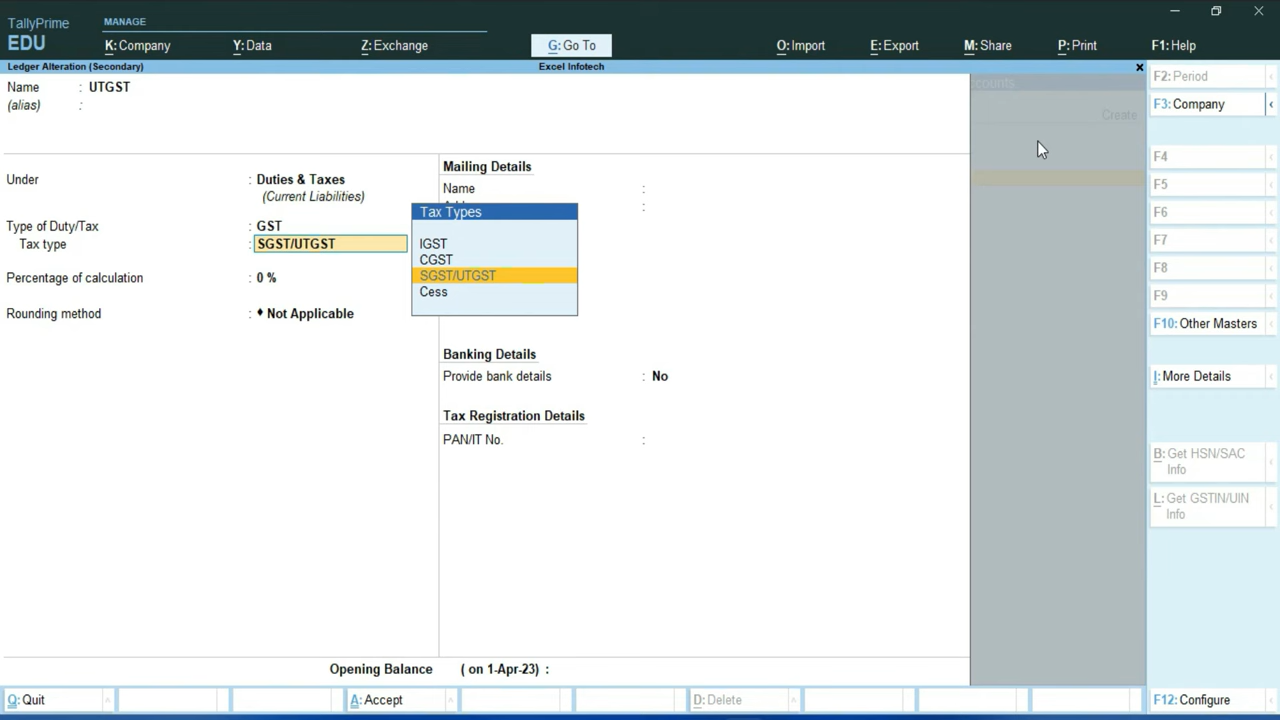 TallyPrime
EDU
MANAGE
K: Company
Y: Data
Z: Exchange
G: Go To
O: Import
E: Export
M: Share
P: Print
F1: Help
Ledger Alteration (Secondary)
Excel Infotech
×
Name : UTGST
(alias) :
Under : Duties & Taxes
(Current Liabilities)
Type of Duty/Tax : GST
Tax type : SGST/UTGST
Percentage of calculation : 0 %
Rounding method : ♦ Not Applicable
Mailing Details
Name :
:
Tax Types
IGST
CGST
SGST/UTGST
Cess
Banking Details
Provide bank details : No
Tax Registration Details
PAN/IT No. :
Opening Balance ( on 1-Apr-23) :
Create
F2: Period
F3: Company
F4
F5
F6
F7
F8
F9
F10: Other Masters
I: More Details
B: Get HSN/SAC
Info
L: Get GSTIN/UIN
Info
Q: Quit
A: Accept
D: Delete
F12: Configure